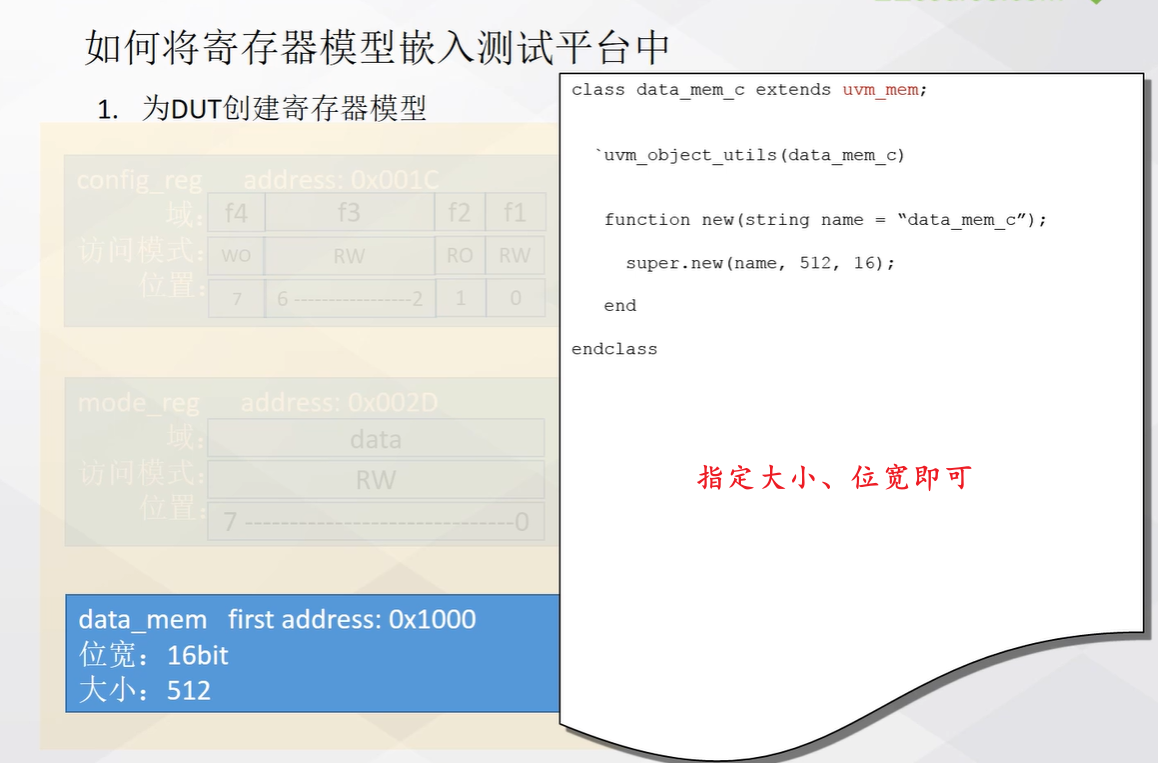 如何将寄存器模型嵌入测试平台中
1. 为DUT创建寄存器模型
config_reg address: 0x001C
域: f4 f3 f2 f1
访问模式: WO RW RO RW
位置: 7 6 -----------------2 1 0
mode_reg address: 0x002D
域: data
访问模式: RW
位置: 7 ------------------------------0
data_mem first address: 0x1000
位宽：16bit
大小：512
class data_mem_c extends uvm_mem;
`uvm_object_utils(data_mem_c)
function new(string name = “data_mem_c”);
super.new(name, 512, 16);
end
endclass
指定大小、位宽即可